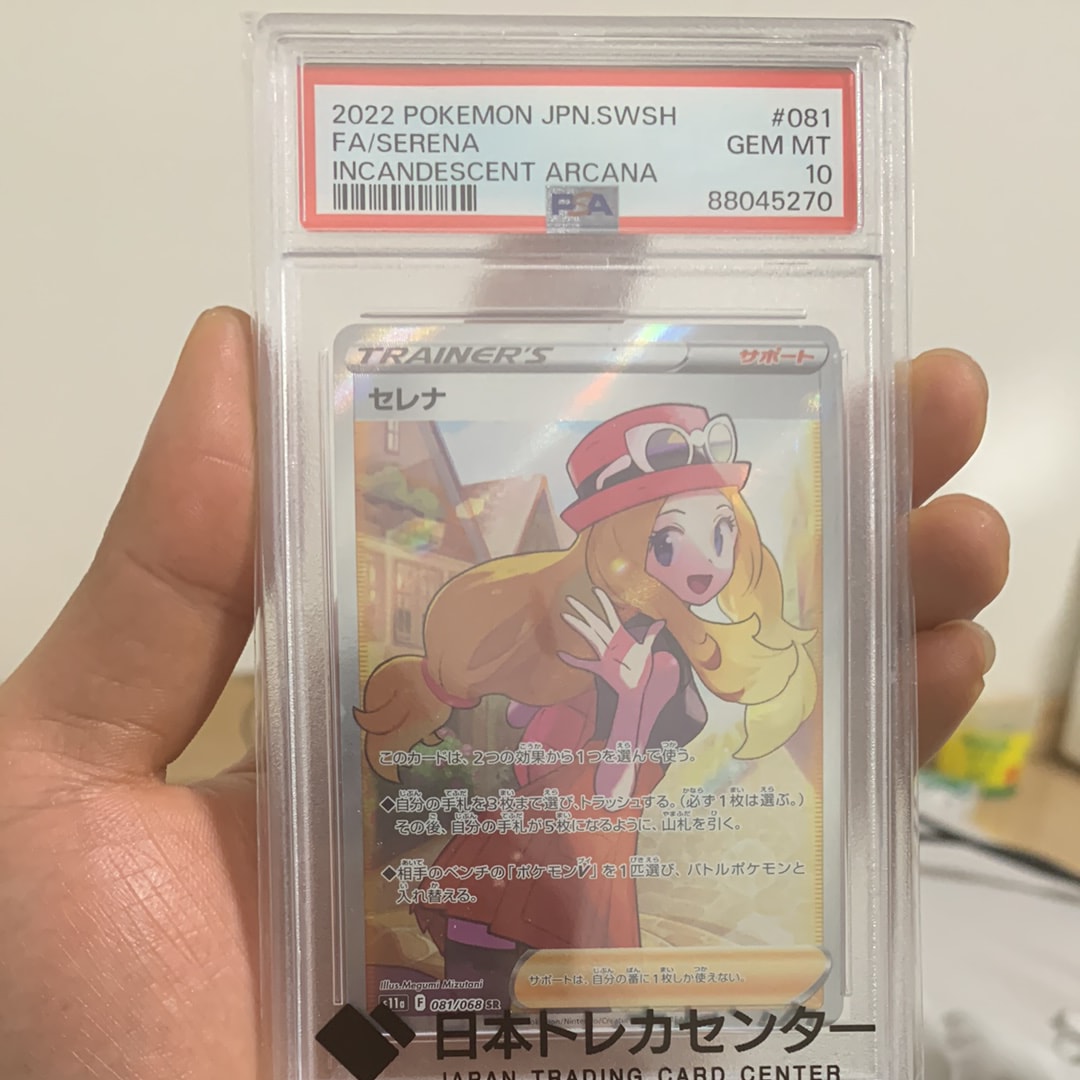 2022 POKEMON JPN.SWSH #081
FA/SERENA GEM MT
INCANDESCENT ARCANA 10
PSA 88045270
TRAINER'S サポート
セレナ
このカードは、2つの効果から1つを選んで使う。
◆自分の手札を3枚まで選び、トラッシュする。(必ず1枚は選ぶ。)
その後、自分の手札が5枚になるように、山札を引く。
◆相手のベンチの「ポケモンV」を1匹選び、バトルポケモンと
入れ替える。
サポートは、自分の番に1枚しか使えない。
Illus. Megumi Mizutani
s11a F 081/068 SR
日本トレカセンター
JAPAN TRADING CARD CENTER